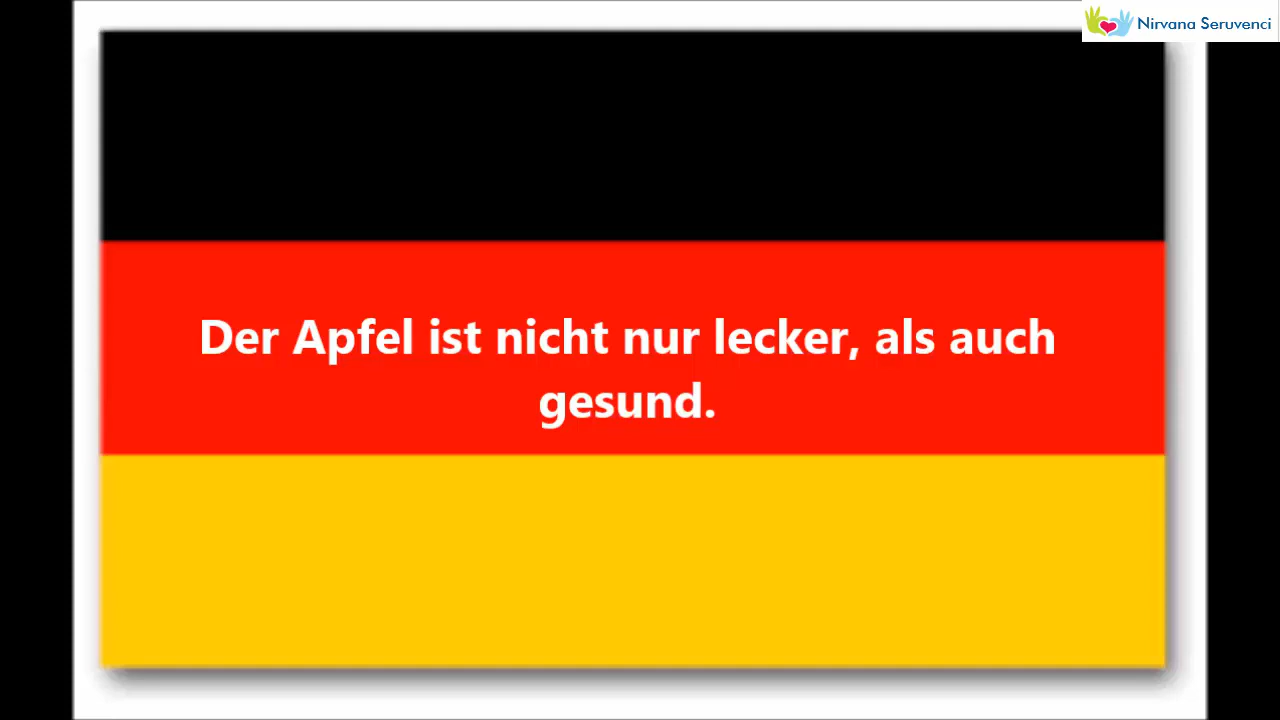 Nirvana Seruvenci
Der Apfel ist nicht nur lecker, als auch
gesund.